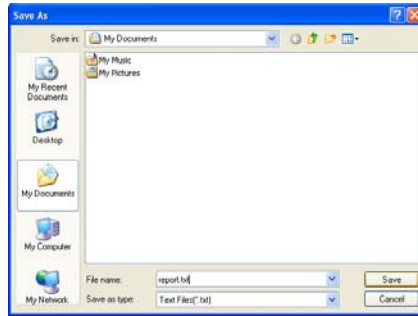 Save As
Save in: My Documents
My Music
My Pictures
My Recent
Documents
Desktop
My Documents
My Computer
My Network
File name: report.txt
Save
Save as type: Text Files(*.txt)
Cancel